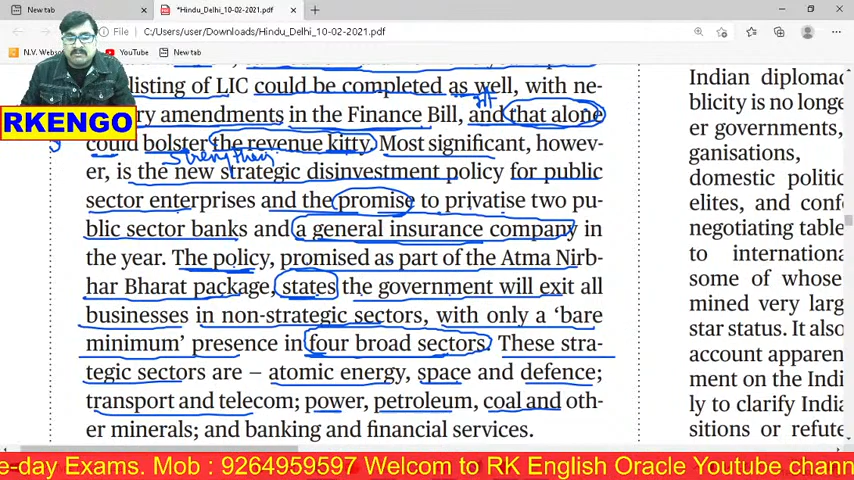 New tab
*Hindu_Delhi_10-02-2021.pdf
File | C:/Users/user/Downloads/Hindu_Delhi_10-02-2021.pdf
N.V. Webso
YouTube
New tab
RKENGO
listing of LIC could be completed as well, with ne-
ry amendments in the Finance Bill, and that alone
could bolster the revenue kitty. Most significant, howev-
strengthen
er, is the new strategic disinvestment policy for public
sector enterprises and the promise to privatise two pu-
blic sector banks and a general insurance company in
the year. The policy, promised as part of the Atma Nirb-
har Bharat package, states the government will exit all
businesses in non-strategic sectors, with only a ‘bare
minimum’ presence in four broad sectors. These stra-
tegic sectors are – atomic energy, space and defence;
transport and telecom; power, petroleum, coal and oth-
er minerals; and banking and financial services.
Indian diplomac
blicity is no longe
er governments,
ganisations,
domestic politic
elites, and conf
negotiating table
to internationa
some of whose
mined very larg
star status. It also
account apparen
ment on the Indi
ly to clarify India
sitions or refute
e-day Exams. Mob : 9264959597 Welcom to RK English Oracle Youtube chann